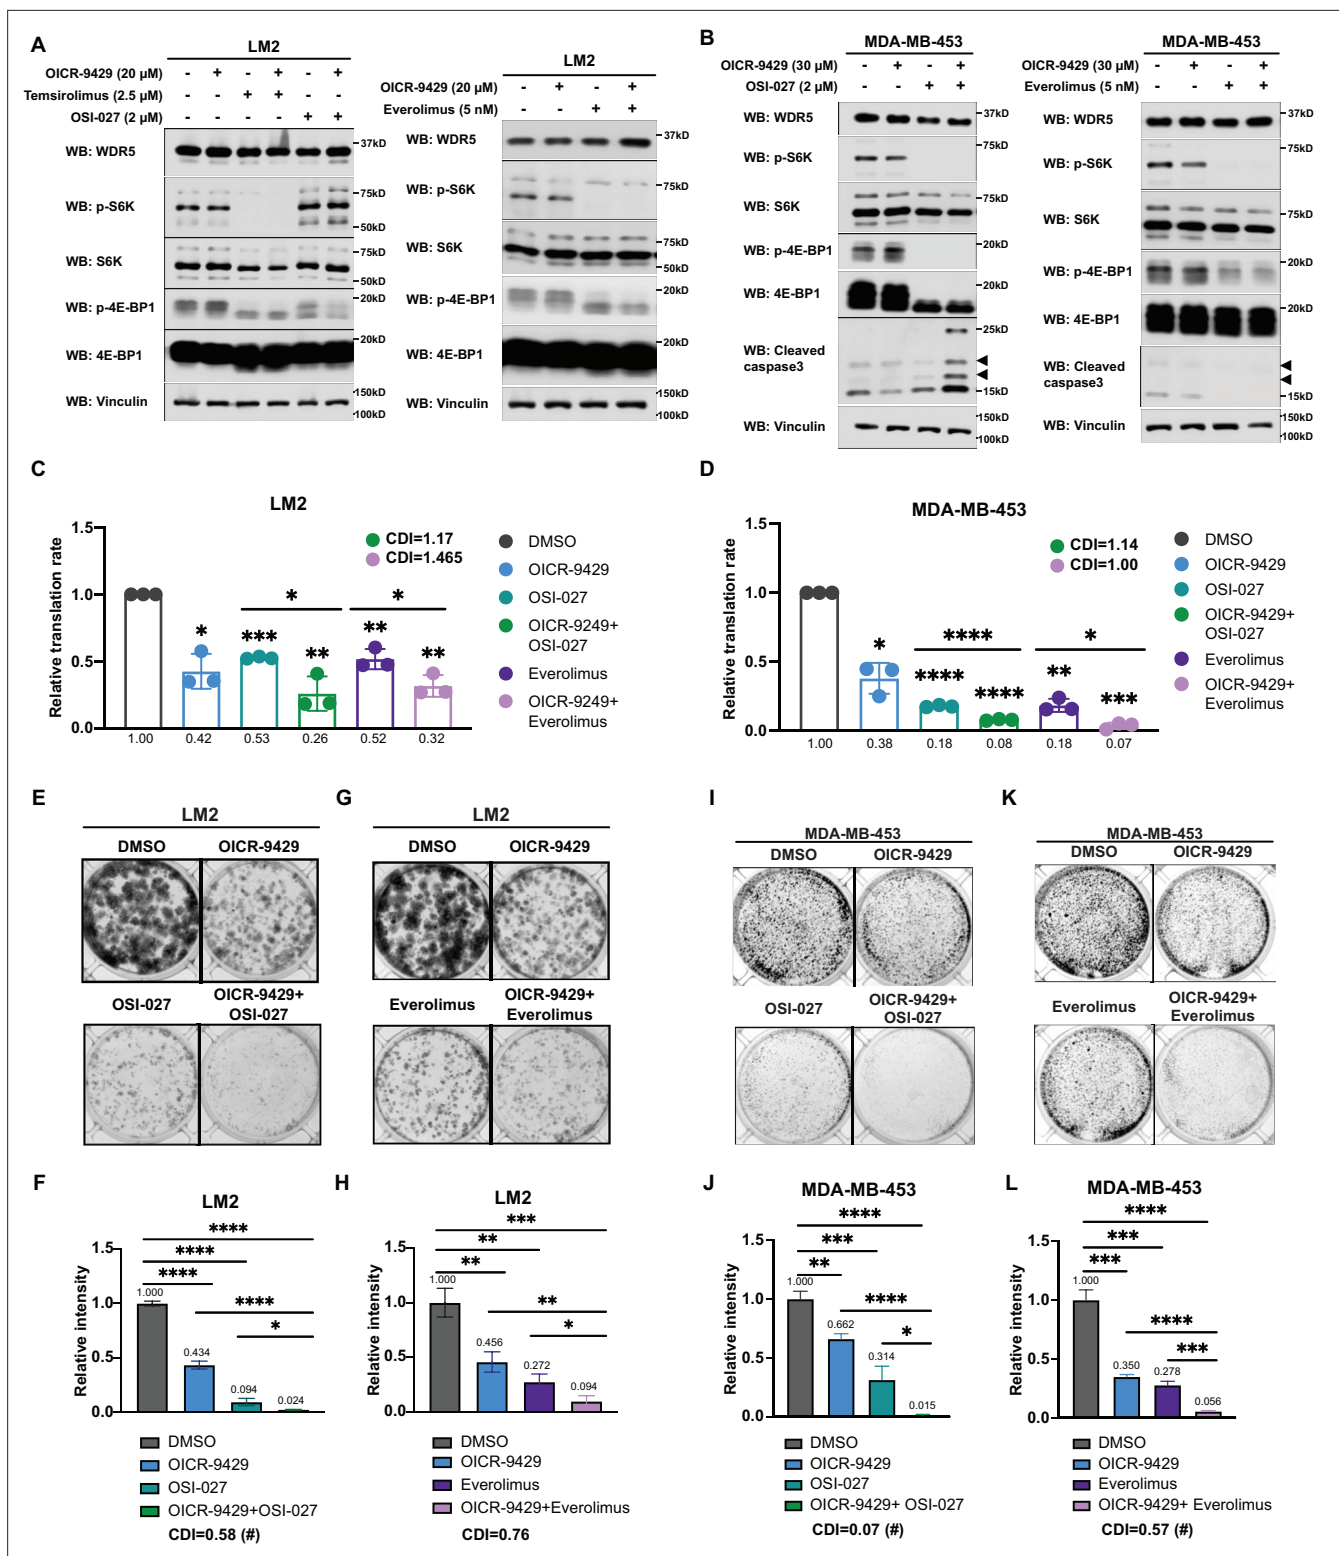 A
LM2
OICR-9429 (20 µM) - + - + - +
Temsirolimus (2.5 µM) - - + + - -
OSI-027 (2 µM) - - - - + +
WB: WDR5
37kD
WB: p-S6K
75kD
50kD
WB: S6K
75kD
50kD
WB: p-4E-BP1
20kD
WB: 4E-BP1
20kD
WB: Vinculin
150kD
100kD
LM2
OICR-9429 (20 µM) - + - +
Everolimus (5 nM) - - + +
WB: WDR5
37kD
WB: p-S6K
75kD
WB: S6K
75kD
50kD
WB: p-4E-BP1
20kD
WB: 4E-BP1
20kD
WB: Vinculin
150kD
100kD
B
MDA-MB-453
OICR-9429 (30 µM) - + - +
OSI-027 (2 µM) - - + +
WB: WDR5
37kD
WB: p-S6K
75kD
WB: S6K
75kD
WB: p-4E-BP1
20kD
WB: 4E-BP1
20kD
WB: Cleaved
caspase3
25kD
15kD
WB: Vinculin
150kD
100kD
MDA-MB-453
OICR-9429 (30 µM) - + - +
Everolimus (5 nM) - - + +
WB: WDR5
37kD
WB: p-S6K
75kD
WB: S6K
75kD
WB: p-4E-BP1
20kD
WB: 4E-BP1
20kD
WB: Cleaved
caspase3
15kD
WB: Vinculin
150kD
100kD
C
LM2
Relative translation rate
1.5
1.0
0.5
0.0
CDI=1.17
CDI=1.465
* *
* *** ** ** **
1.00 0.42 0.53 0.26 0.52 0.32
DMSO
OICR-9429
OSI-027
OICR-9249+
OSI-027
Everolimus
OICR-9249+
Everolimus
D
MDA-MB-453
Relative translation rate
1.5
1.0
0.5
0.0
CDI=1.14
CDI=1.00
**** *
* **** **** ** ***
1.00 0.38 0.18 0.08 0.18 0.07
DMSO
OICR-9429
OSI-027
OICR-9429+
OSI-027
Everolimus
OICR-9429+
Everolimus
E
LM2
DMSO OICR-9429
OSI-027 OICR-9429+
OSI-027
G
LM2
DMSO OICR-9429
Everolimus OICR-9429+
Everolimus
I
MDA-MB-453
DMSO OICR-9429
OSI-027 OICR-9429+
OSI-027
K
MDA-MB-453
DMSO OICR-9429
Everolimus OICR-9429+
Everolimus
F
LM2
Relative intensity
1.5
1.0
0.5
0.0
****
****
****
****
*
1.000
0.434
0.094
0.024
DMSO
OICR-9429
OSI-027
OICR-9429+OSI-027
CDI=0.58 (#)
H
LM2
Relative intensity
1.5
1.0
0.5
0.0
***
**
**
**
*
1.000
0.456
0.272
0.094
DMSO
OICR-9429
Everolimus
OICR-9429+Everolimus
CDI=0.76
J
MDA-MB-453
Relative intensity
1.5
1.0
0.5
0.0
****
***
**
****
*
1.000
0.662
0.314
0.015
DMSO
OICR-9429
OSI-027
OICR-9429+ OSI-027
CDI=0.07 (#)
L
MDA-MB-453
Relative intensity
1.5
1.0
0.5
0.0
****
***
***
****
***
1.000
0.350
0.278
0.056
DMSO
OICR-9429
Everolimus
OICR-9429+ Everolimus
CDI=0.57 (#)